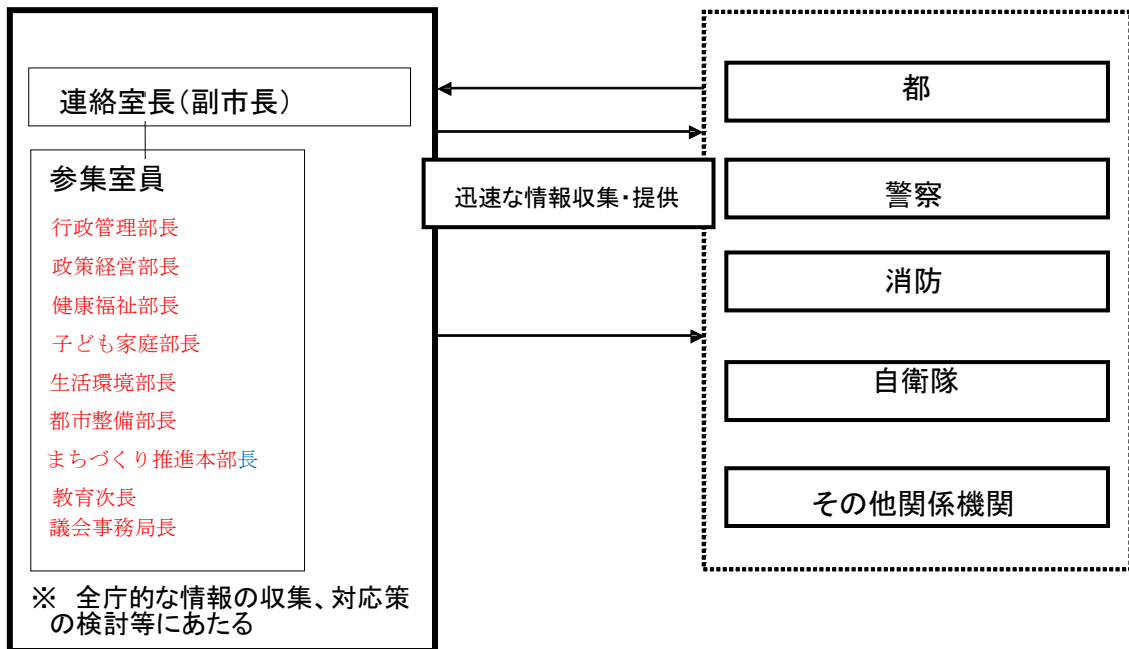 連絡室長（副市長）
参集室員
行政管理部長
政策経営部長
健康福祉部長
子ども家庭部長
生活環境部長
都市整備部長
まちづくり推進本部長
教育次長
議会事務局長
※　全庁的な情報の収集、対応策
の検討等にあたる
迅速な情報収集・提供
都
警察
消防
自衛隊
その他関係機関